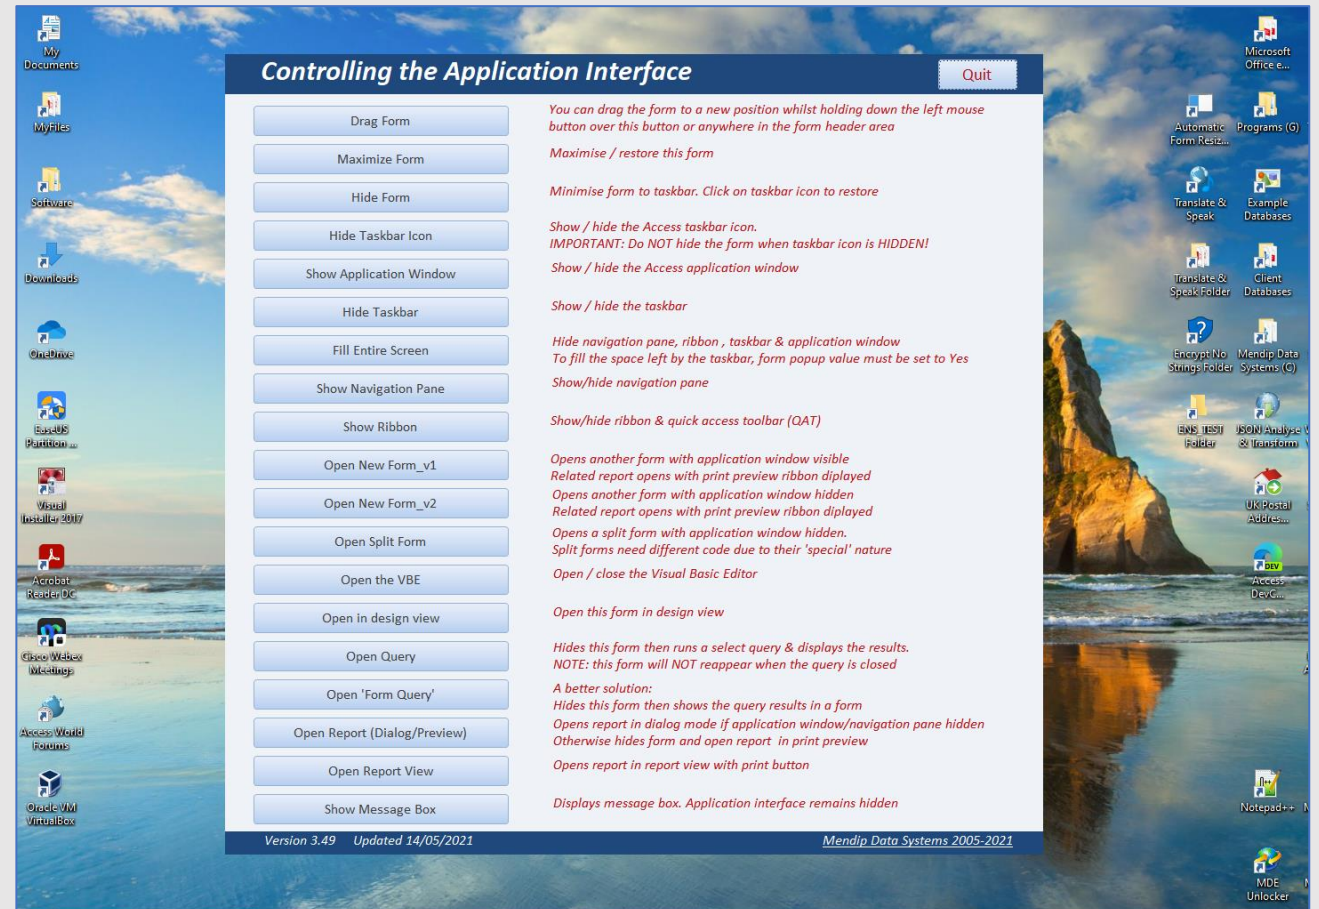 My
Documents
MyFiles
Software
Downloads
OneDrive
EaseUS
Partition ...
Visual
Installer 2017
Acrobat
Reader DC
Cisco Webex
Meetings
Access World
Forums
Oracle VM
VirtualBox
Controlling the Application Interface
Quit
Drag Form
You can drag the form to a new position whilst holding down the left mouse
button over this button or anywhere in the form header area
Maximize Form
Maximise / restore this form
Hide Form
Minimise form to taskbar. Click on taskbar icon to restore
Hide Taskbar Icon
Show / hide the Access taskbar icon.
IMPORTANT: Do NOT hide the form when taskbar icon is HIDDEN!
Show Application Window
Show / hide the Access application window
Hide Taskbar
Show / hide the taskbar
Fill Entire Screen
Hide navigation pane, ribbon , taskbar & application window
To fill the space left by the taskbar, form popup value must be set to Yes
Show Navigation Pane
Show/hide navigation pane
Show Ribbon
Show/hide ribbon & quick access toolbar (QAT)
Open New Form_v1
Opens another form with application window visible
Related report opens with print preview ribbon diplayed
Open New Form_v2
Opens another form with application window hidden
Related report opens with print preview ribbon diplayed
Open Split Form
Opens a split form with application window hidden.
Split forms need different code due to their 'special' nature
Open the VBE
Open / close the Visual Basic Editor
Open in design view
Open this form in design view
Open Query
Hides this form then runs a select query & displays the results.
NOTE: this form will NOT reappear when the query is closed
Open 'Form Query'
A better solution:
Hides this form then shows the query results in a form
Open Report (Dialog/Preview)
Opens report in dialog mode if application window/navigation pane hidden
Otherwise hides form and open report  in print preview
Open Report View
Opens report in report view with print button
Show Message Box
Displays message box. Application interface remains hidden
Version 3.49    Updated 14/05/2021
Mendip Data Systems 2005-2021
Microsoft
Office e...
Automatic
Form Resiz...
Programs (G)
Translate &
Speak
Example
Databases
Translate &
Speak Folder
Client
Databases
Encrypt No
Strings Folder
Mendip Data
Systems (C)
ENS_TEST
Folder
JSON Analyse
& Transform
UK Postal
Addres...
Access
DevC...
Notepad++
MDE
Unlocker